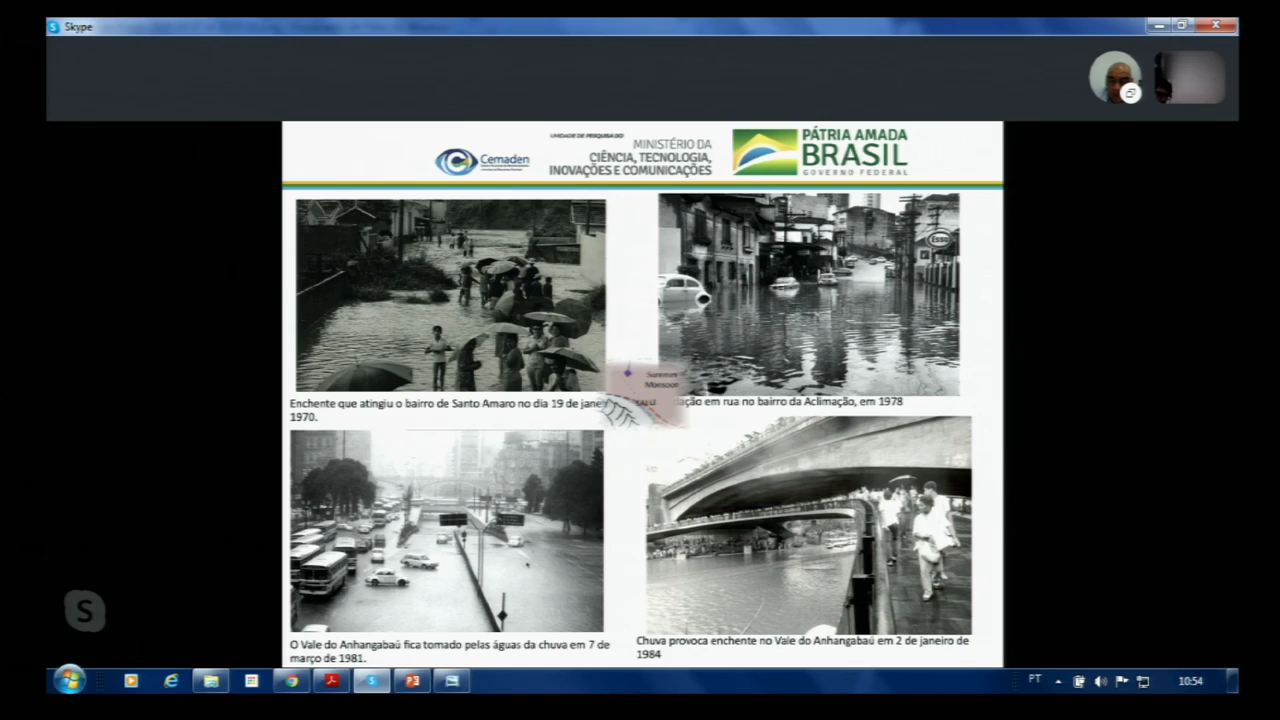 Skype
UNIDADE DE PESQUISA DO
MINISTÉRIO DA
CIÊNCIA, TECNOLOGIA,
INOVAÇÕES E COMUNICAÇÕES
Cemaden
PÁTRIA AMADA
BRASIL
GOVERNO FEDERAL
Esso
Enchente que atingiu o bairro de Santo Amaro no dia 19 de
1970.
Summer
Monsoon
em rua no bairro da Aclimação, em 1978
O Vale do Anhangabaú fica tomado pelas águas da chuva em 7 de
março de 1981.
Chuva provoca enchente no Vale do Anhangabaú em 2 de janeiro de
1984
S
PT
10:54